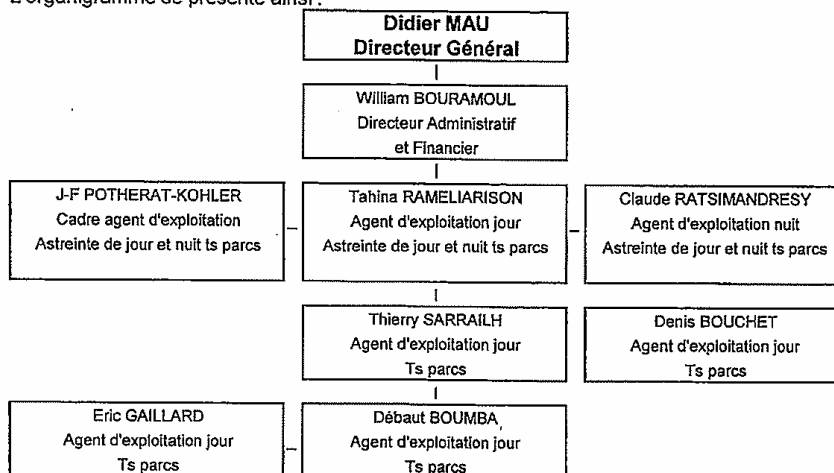 L'organigramme se présente ainsi :
Didier MAU
Directeur Général
William BOURAMOUL
Directeur Administratif
et Financier
J-F POTHERAT-KOHLER
Cadre agent d'exploitation
Astreinte de jour et nuit ts parcs
Tahina RAMELIARISON
Agent d'exploitation jour
Astreinte de jour et nuit ts parcs
Claude RATSIMANDRESY
Agent d'exploitation nuit
Astreinte de jour et nuit ts parcs
Thierry SARRAILH
Agent d'exploitation jour
Ts parcs
Denis BOUCHET
Agent d'exploitation jour
Ts parcs
Eric GAILLARD
Agent d'exploitation jour
Ts parcs
Débaut BOUMBA
Agent d'exploitation jour
Ts parcs